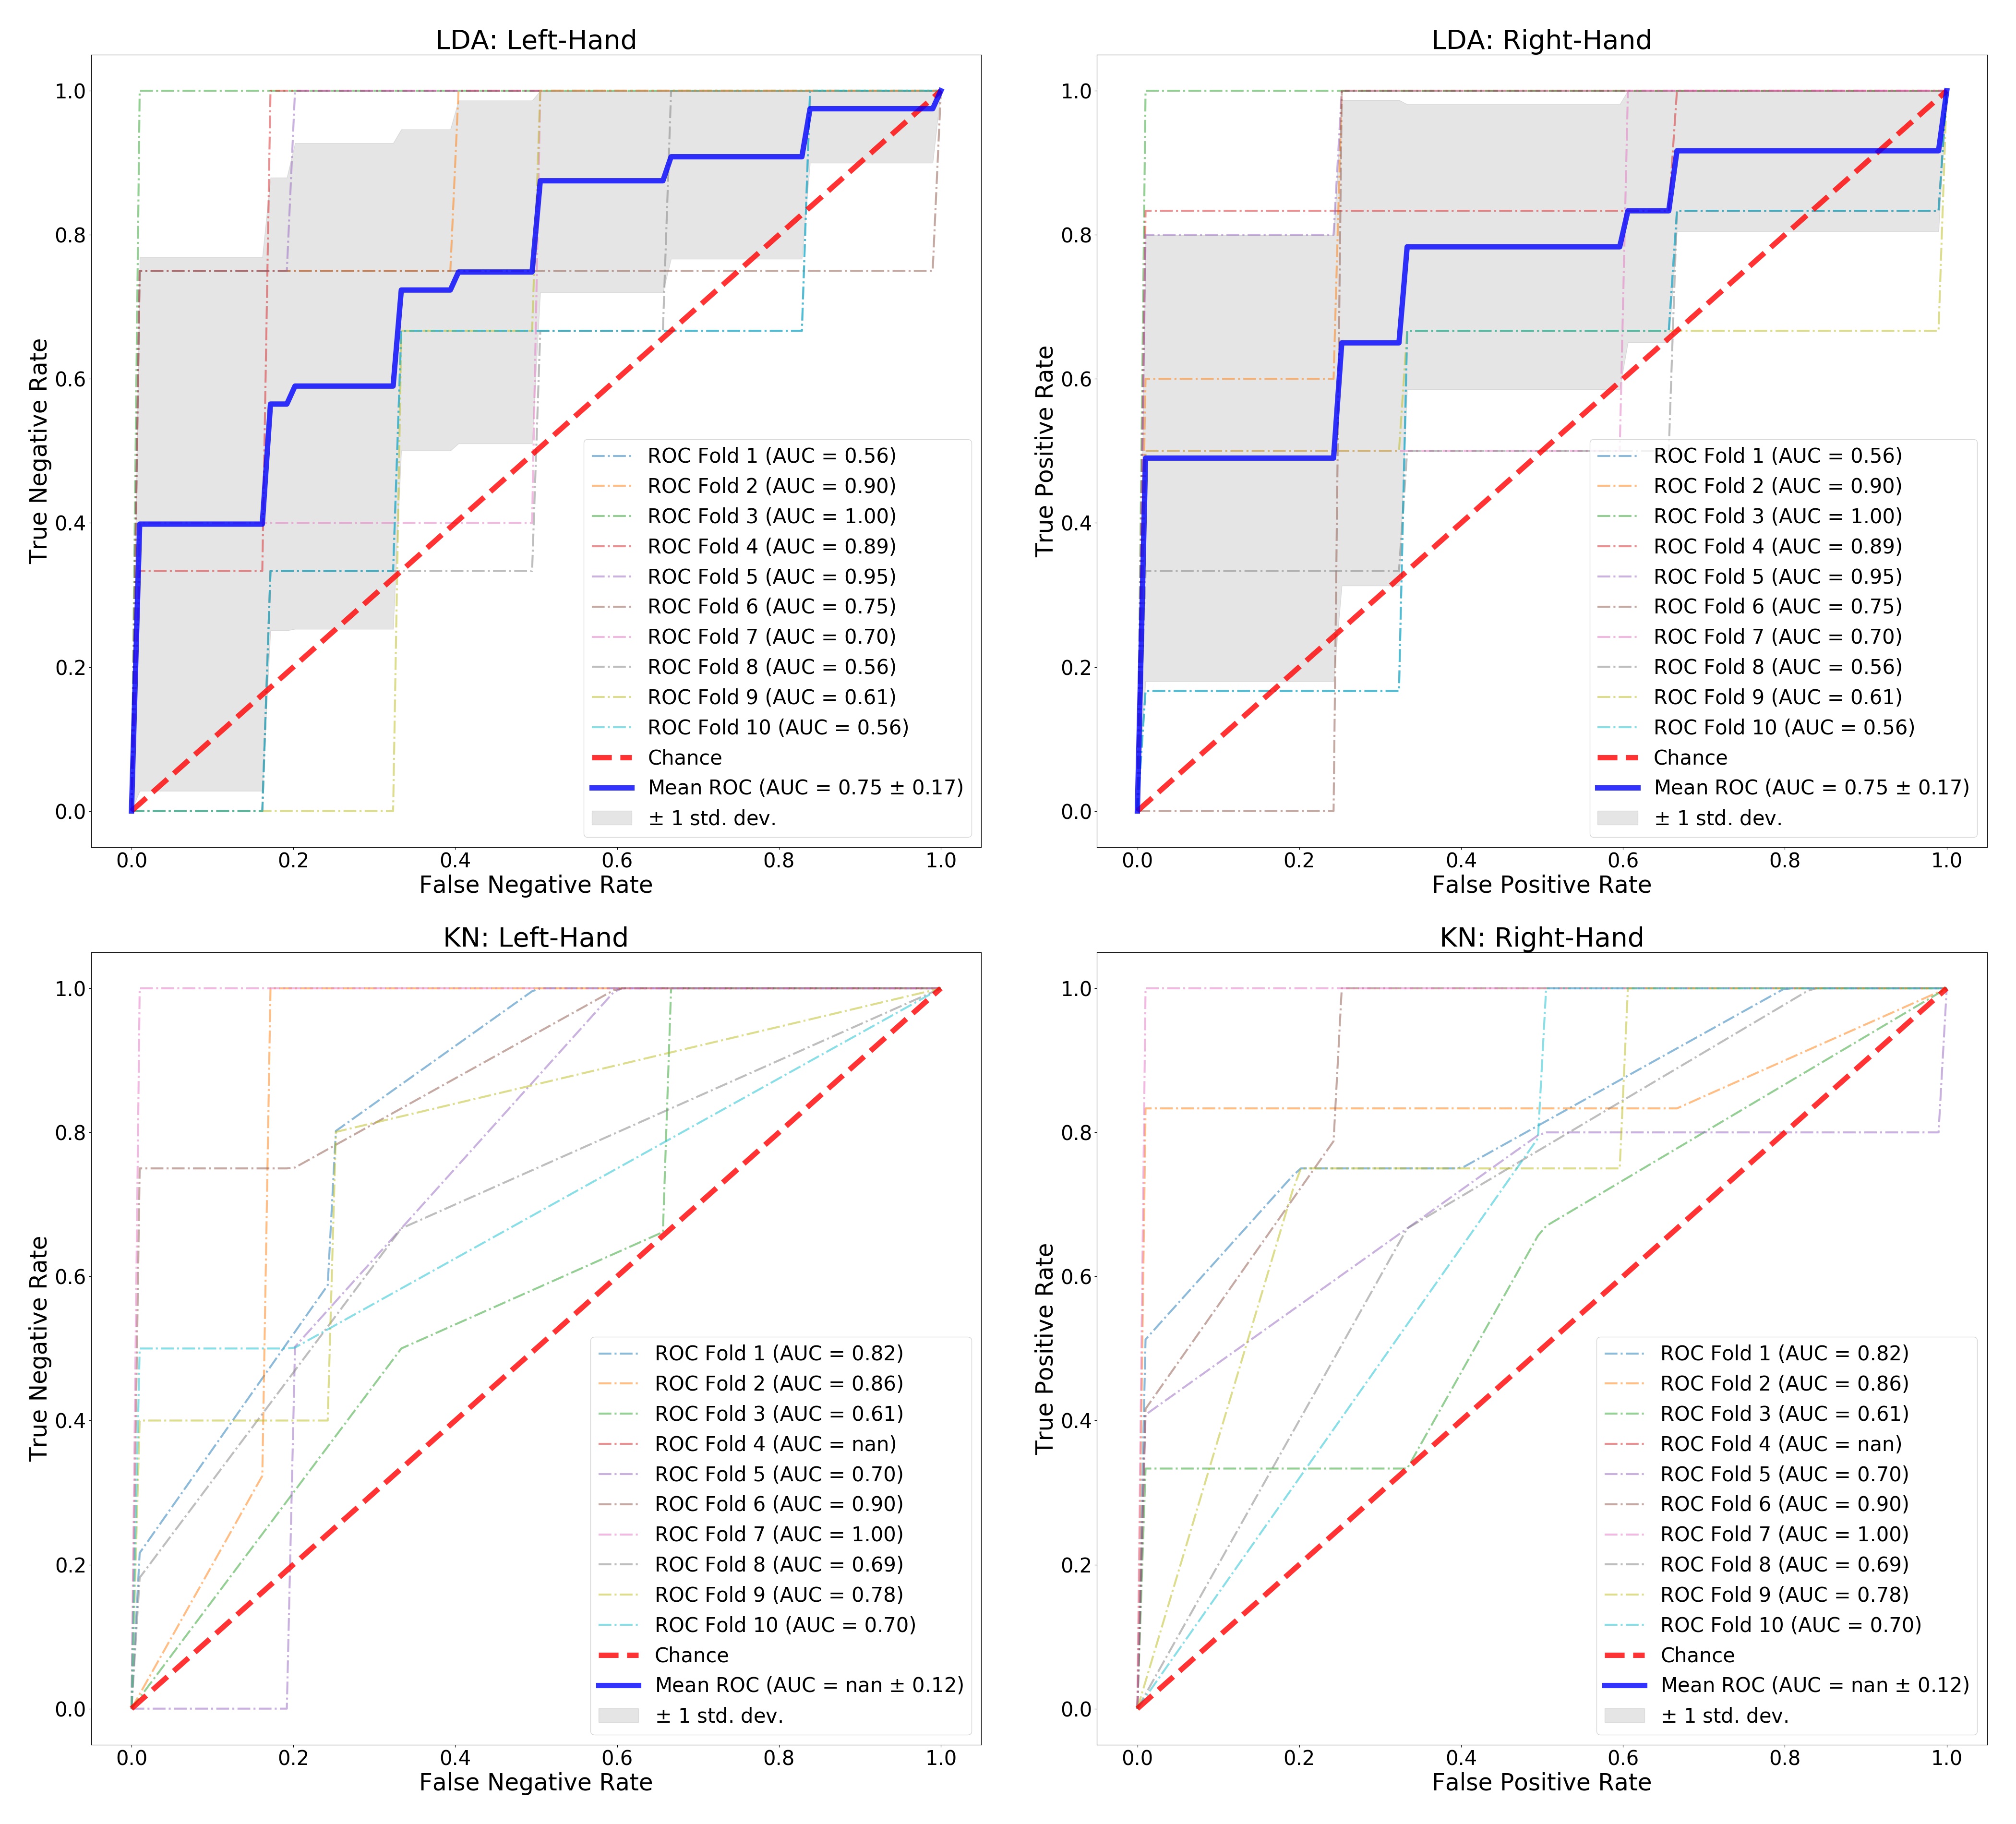 LDA: Left-Hand
True Negative Rate
1.0
0.8
0.6
0.4
0.2
0.0
ROC Fold 1 (AUC = 0.56)
ROC Fold 2 (AUC = 0.90)
ROC Fold 3 (AUC = 1.00)
ROC Fold 4 (AUC = 0.89)
ROC Fold 5 (AUC = 0.95)
ROC Fold 6 (AUC = 0.75)
ROC Fold 7 (AUC = 0.70)
ROC Fold 8 (AUC = 0.56)
ROC Fold 9 (AUC = 0.61)
ROC Fold 10 (AUC = 0.56)
Chance
Mean ROC (AUC = 0.75 ± 0.17)
± 1 std. dev.
0.0 0.2 0.4 0.6 0.8 1.0
False Negative Rate
LDA: Right-Hand
True Positive Rate
1.0
0.8
0.6
0.4
0.2
0.0
ROC Fold 1 (AUC = 0.56)
ROC Fold 2 (AUC = 0.90)
ROC Fold 3 (AUC = 1.00)
ROC Fold 4 (AUC = 0.89)
ROC Fold 5 (AUC = 0.95)
ROC Fold 6 (AUC = 0.75)
ROC Fold 7 (AUC = 0.70)
ROC Fold 8 (AUC = 0.56)
ROC Fold 9 (AUC = 0.61)
ROC Fold 10 (AUC = 0.56)
Chance
Mean ROC (AUC = 0.75 ± 0.17)
± 1 std. dev.
0.0 0.2 0.4 0.6 0.8 1.0
False Positive Rate
KN: Left-Hand
True Negative Rate
1.0
0.8
0.6
0.4
0.2
0.0
ROC Fold 1 (AUC = 0.82)
ROC Fold 2 (AUC = 0.86)
ROC Fold 3 (AUC = 0.61)
ROC Fold 4 (AUC = nan)
ROC Fold 5 (AUC = 0.70)
ROC Fold 6 (AUC = 0.90)
ROC Fold 7 (AUC = 1.00)
ROC Fold 8 (AUC = 0.69)
ROC Fold 9 (AUC = 0.78)
ROC Fold 10 (AUC = 0.70)
Chance
Mean ROC (AUC = nan ± 0.12)
± 1 std. dev.
0.0 0.2 0.4 0.6 0.8 1.0
False Negative Rate
KN: Right-Hand
True Positive Rate
1.0
0.8
0.6
0.4
0.2
0.0
ROC Fold 1 (AUC = 0.82)
ROC Fold 2 (AUC = 0.86)
ROC Fold 3 (AUC = 0.61)
ROC Fold 4 (AUC = nan)
ROC Fold 5 (AUC = 0.70)
ROC Fold 6 (AUC = 0.90)
ROC Fold 7 (AUC = 1.00)
ROC Fold 8 (AUC = 0.69)
ROC Fold 9 (AUC = 0.78)
ROC Fold 10 (AUC = 0.70)
Chance
Mean ROC (AUC = nan ± 0.12)
± 1 std. dev.
0.0 0.2 0.4 0.6 0.8 1.0
False Positive Rate